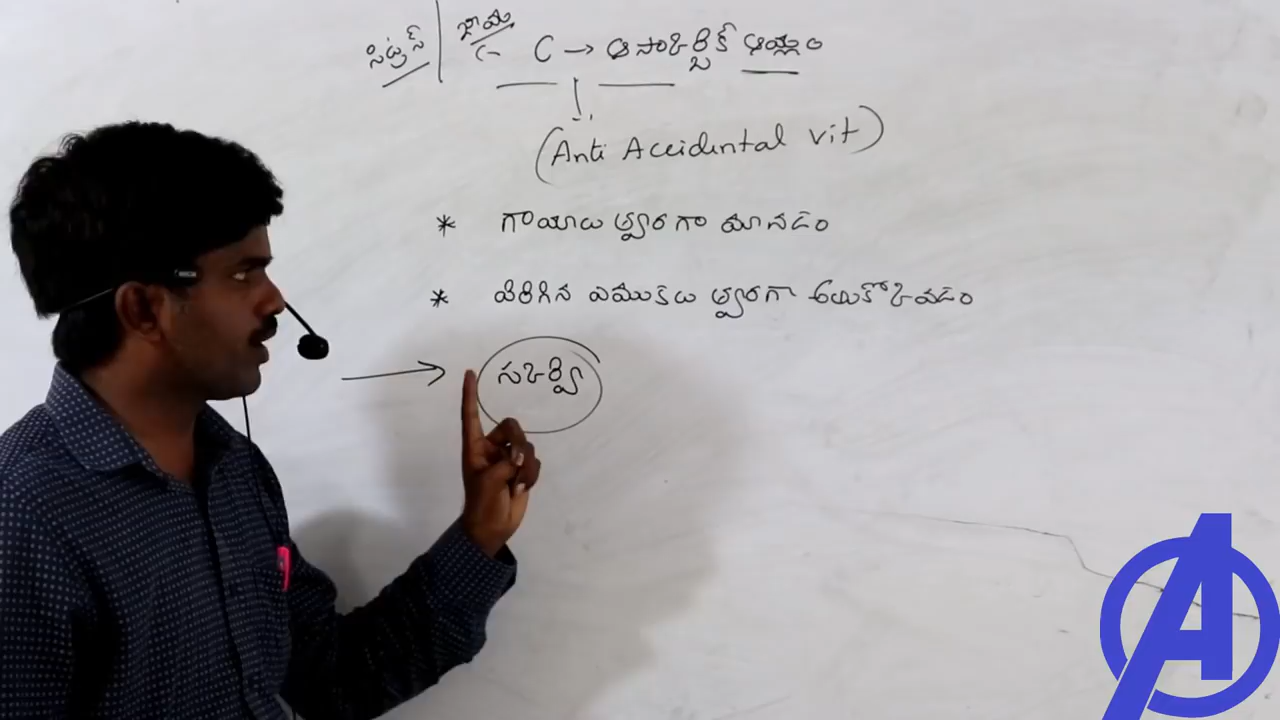 సిట్రస్ జామ
C → ఆస్కార్బిక్ ఆమ్లం
(Anti Accidental vit)
* గాయాలు త్వరగా మానడం
* విరిగిన ఎముకలు త్వరగా అతుకోవడం
→ స్కర్వి